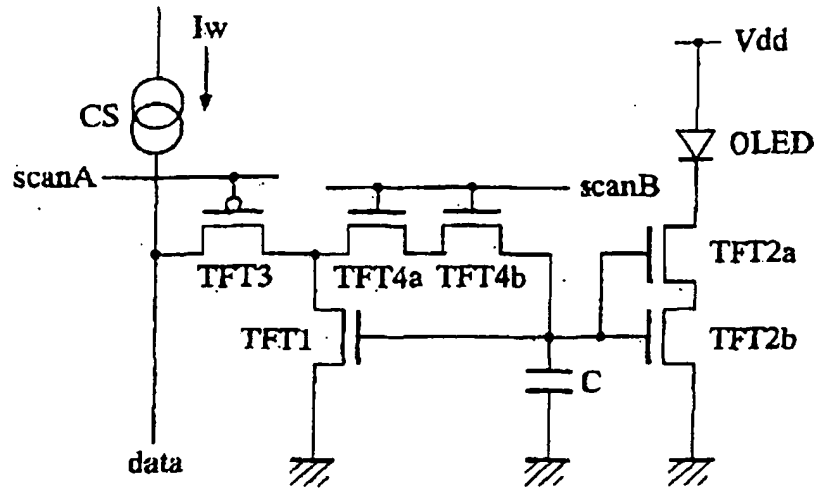 Iw
Vdd
CS
OLED
scanA
scanB
TFT3
TFT4a
TFT4b
TFT2a
TFT1
TFT2b
C
data